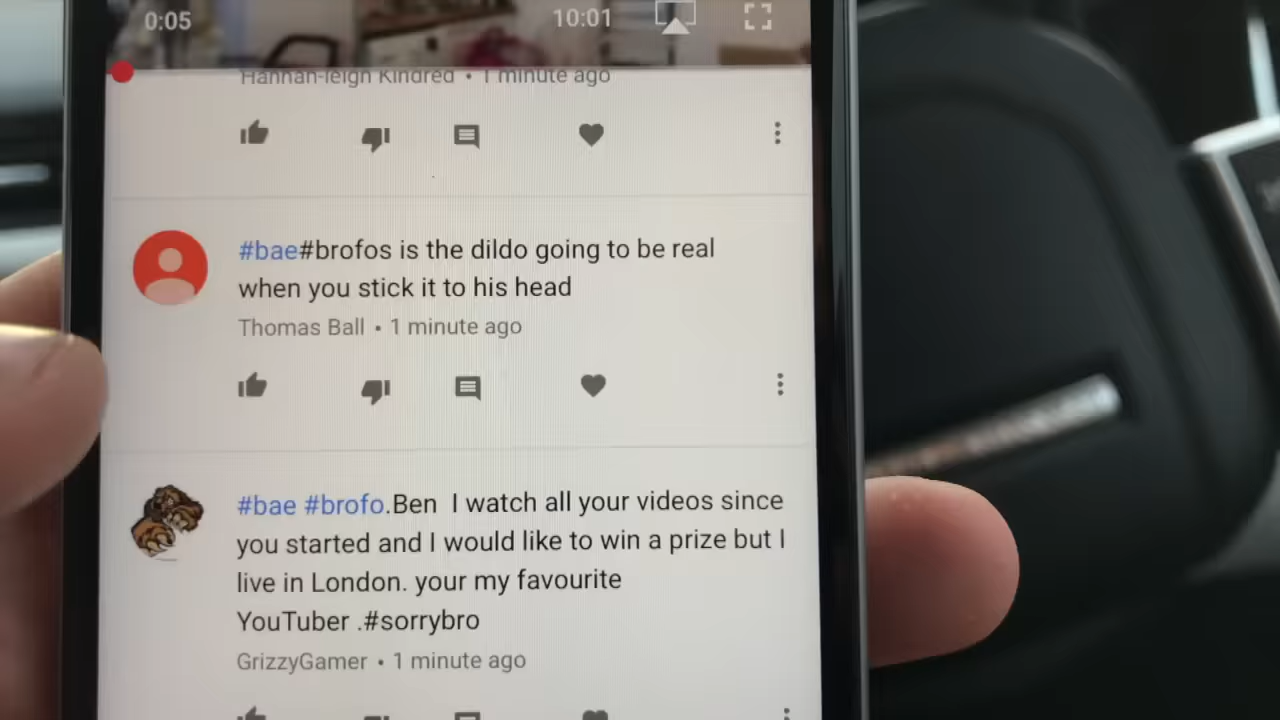 0:05 10:01
Hannah-leigh Kindred • 1 minute ago
#bae#brofos is the dildo going to be real
when you stick it to his head
Thomas Ball • 1 minute ago
#bae #brofo.Ben I watch all your videos since
you started and I would like to win a prize but I
live in London. your my favourite
YouTuber .#sorrybro
GrizzyGamer • 1 minute ago